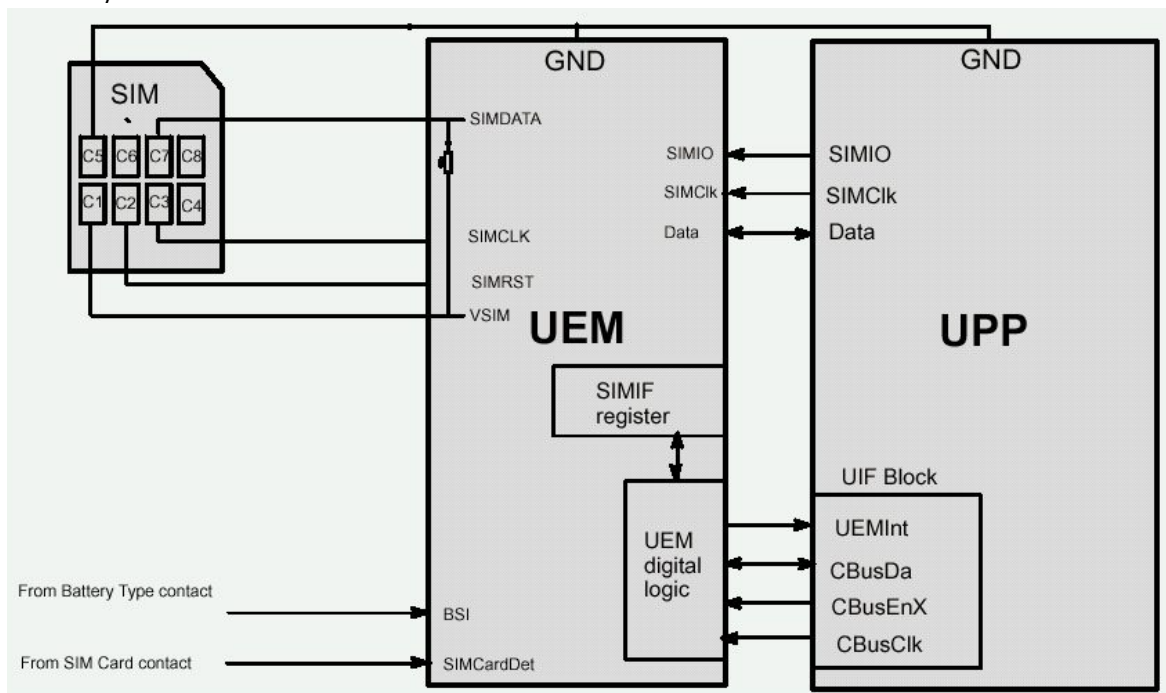 GND
GND
SIM
SIMDATA
C5 C6 C7 C8
SIMIO
SIMIO
C1 C2 C3 C4
SIMClk
SIMClk
SIMCLK
Data
Data
SIMRST
VSIM
UEM
UPP
SIMIF
register
UIF Block
UEM
digital
logic
UEMInt
CBusDa
CBusEnX
CBusClk
From Battery Type contact
BSI
From SIM Card contact
SIMCardDet